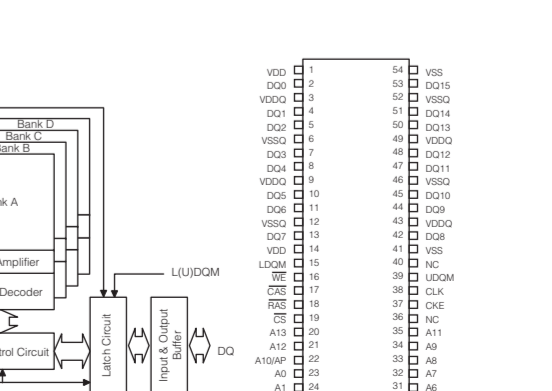 Bank D
Bank C
Bank B
nk A
Amplifier
Decoder
trol Circuit
Latch Circuit
Input & Output
Buffer
L(U)DQM
DQ
VDD 1 54 VSS
DQ0 2 53 DQ15
VDDQ 3 52 VSSQ
DQ1 4 51 DQ14
DQ2 5 50 DQ13
VSSQ 6 49 VDDQ
DQ3 7 48 DQ12
DQ4 8 47 DQ11
VDDQ 9 46 VSSQ
DQ5 10 45 DQ10
DQ6 11 44 DQ9
VSSQ 12 43 VDDQ
DQ7 13 42 DQ8
VDD 14 41 VSS
LDQM 15 40 NC
WE 16 39 UDQM
CAS 17 38 CLK
RAS 18 37 CKE
CS 19 36 NC
A13 20 35 A11
A12 21 34 A9
A10/AP 22 33 A8
A0 23 32 A7
A1 24 31 A6